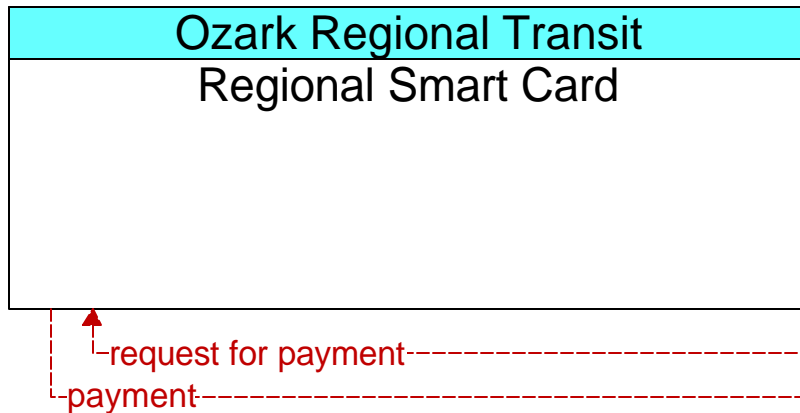 Ozark Regional Transit
Regional Smart Card
request for payment
payment